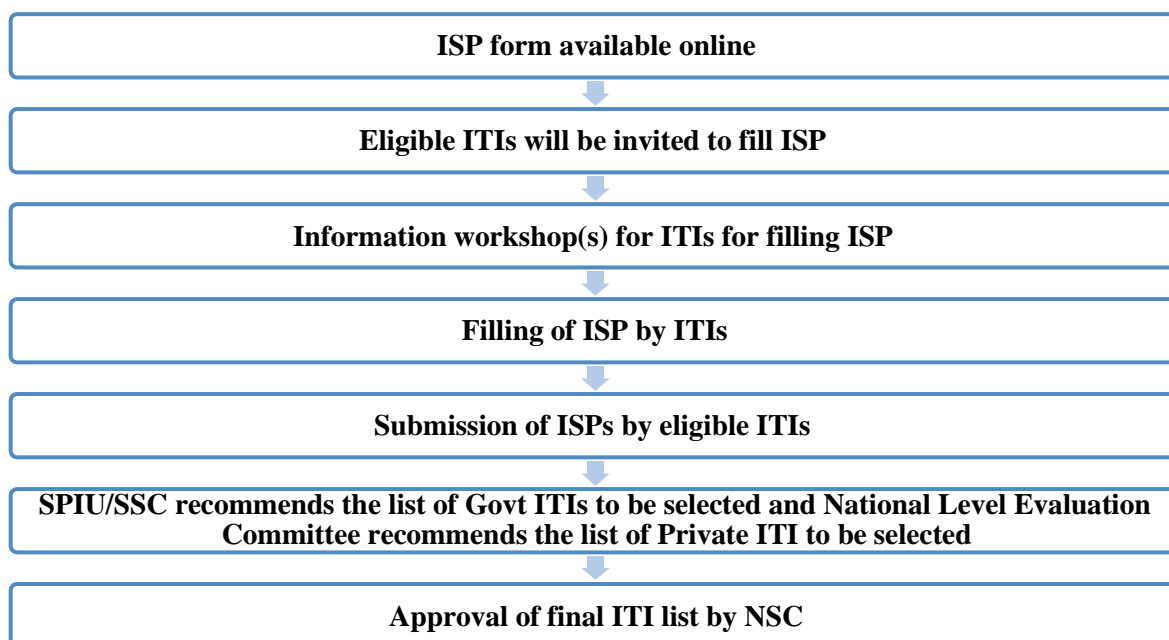 ISP form available online
Eligible ITIs will be invited to fill ISP
Information workshop(s) for ITIs for filling ISP
Filling of ISP by ITIs
Submission of ISPs by eligible ITIs
SPIU/SSC recommends the list of Govt ITIs to be selected and National Level Evaluation
Committee recommends the list of Private ITI to be selected
Approval of final ITI list by NSC